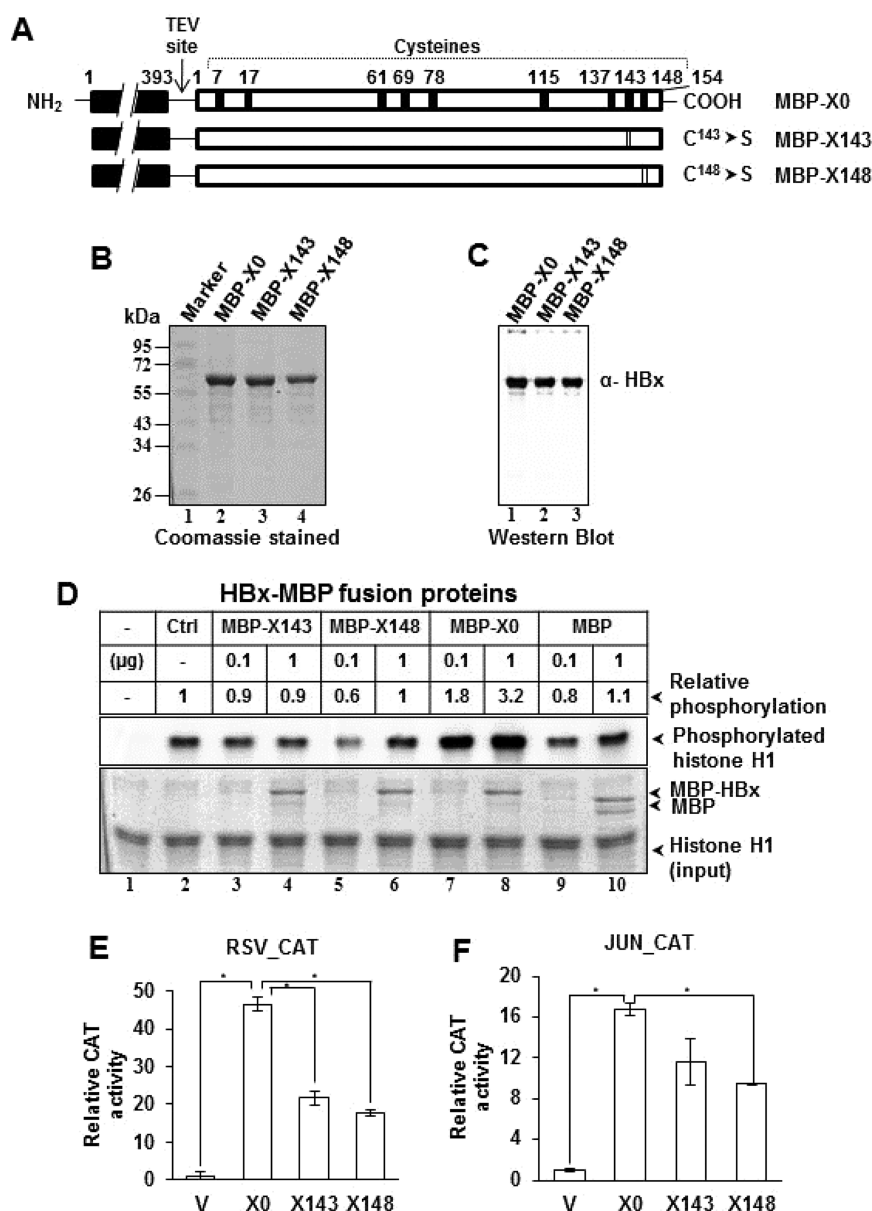 A
TEV
site
Cysteines
1 393 1 7 17 61 69 78 115 137 143 148 154
NH2 COOH MBP-X0
C143➤S MBP-X143
C148➤S MBP-X148
B
Marker MBP-X0 MBP-X143 MBP-X148
kDa
95
72
55
43
34
26
1 2 3 4
Coomassie stained
C
MBP-X0 MBP-X143 MBP-X148
α- HBx
1 2 3
Western Blot
D
HBx-MBP fusion proteins
- Ctrl MBP-X143 MBP-X148 MBP-X0 MBP
(µg) - 0.1 1 0.1 1 0.1 1 0.1 1
- 1 0.9 0.9 0.6 1 1.8 3.2 0.8 1.1
Relative
phosphorylation
Phosphorylated
histone H1
MBP-HBx
MBP
Histone H1
(input)
1 2 3 4 5 6 7 8 9 10
E
RSV_CAT
Relative CAT
activity
50
40
30
20
10
0
* * *
V X0 X143 X148
F
JUN_CAT
Relative CAT
activity
20
16
12
8
4
0
* *
V X0 X143 X148